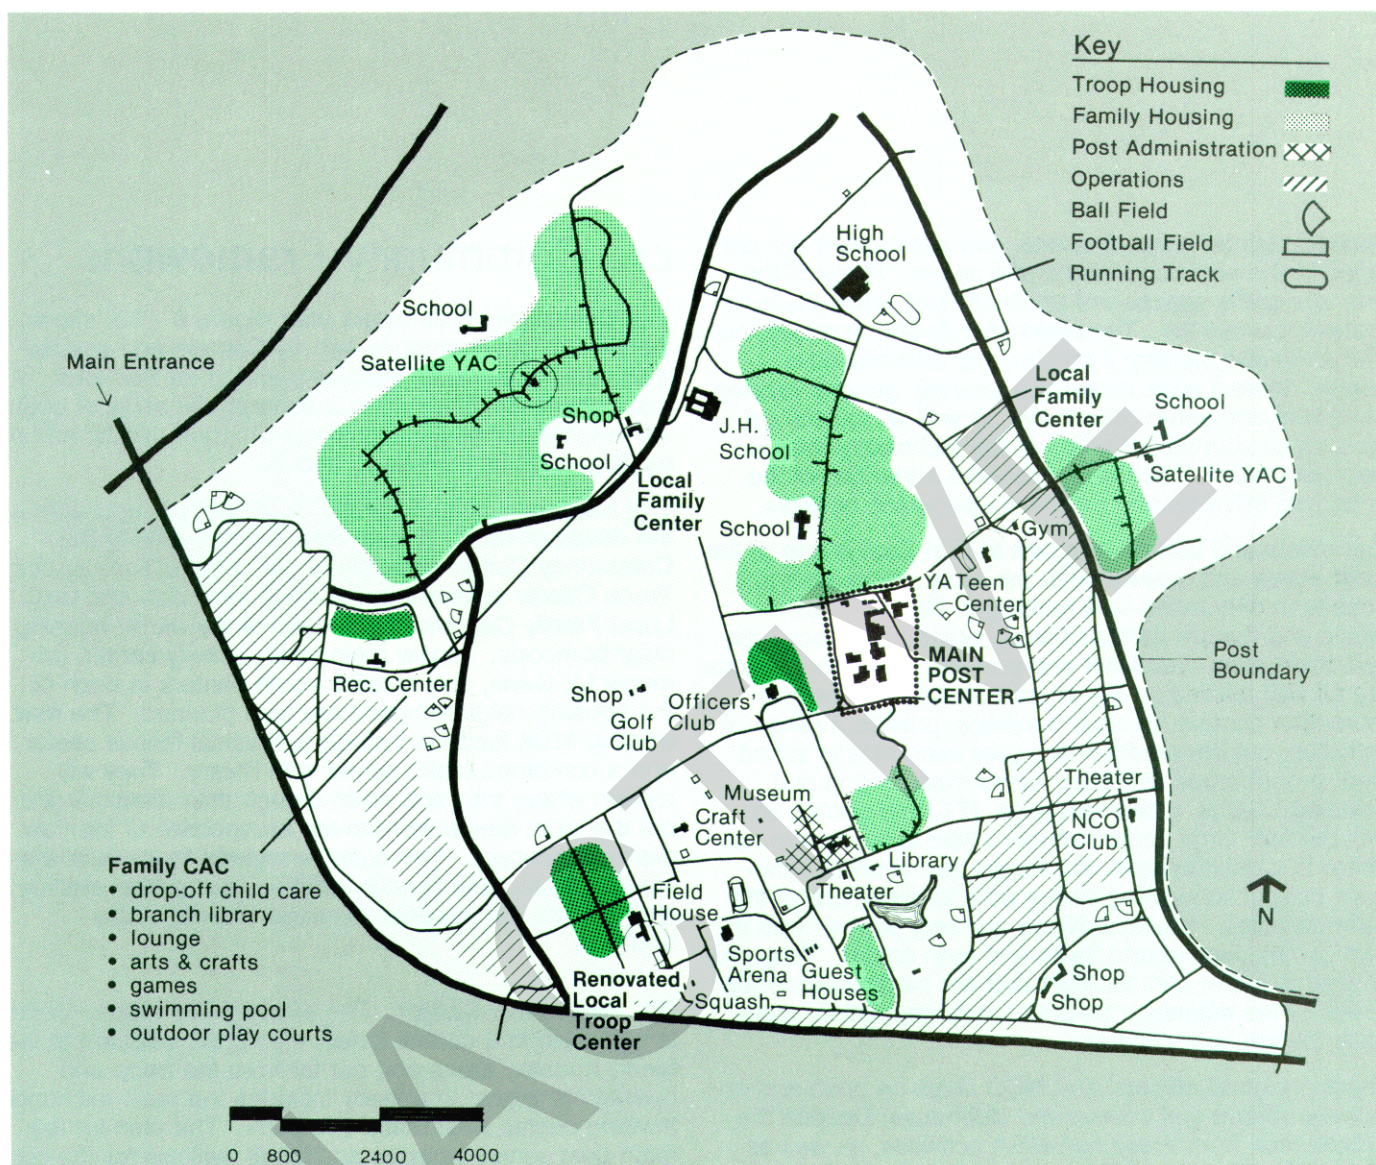 Key
Troop Housing
Family Housing
Post Administration
Operations
Ball Field
Football Field
Running Track
High
School
School
Main Entrance
Satellite YAC
Shop
School
J.H.
School
Local
Family
Center
Local
Family
Center
School
Satellite YAC
School
Gym
YA Teen
Center
Rec. Center
MAIN
POST
CENTER
Post
Boundary
Shop
Golf
Club
Officers'
Club
Museum
Craft
Center
Theater
NCO
Club
Library
Theater
Family CAC
• drop-off child care
• branch library
• lounge
• arts & crafts
• games
• swimming pool
• outdoor play courts
Field
House
Sports
Arena
Guest
Houses
Squash
Renovated
Local
Troop
Center
Shop
Shop
N
0 800 2400 4000
INACTIVE